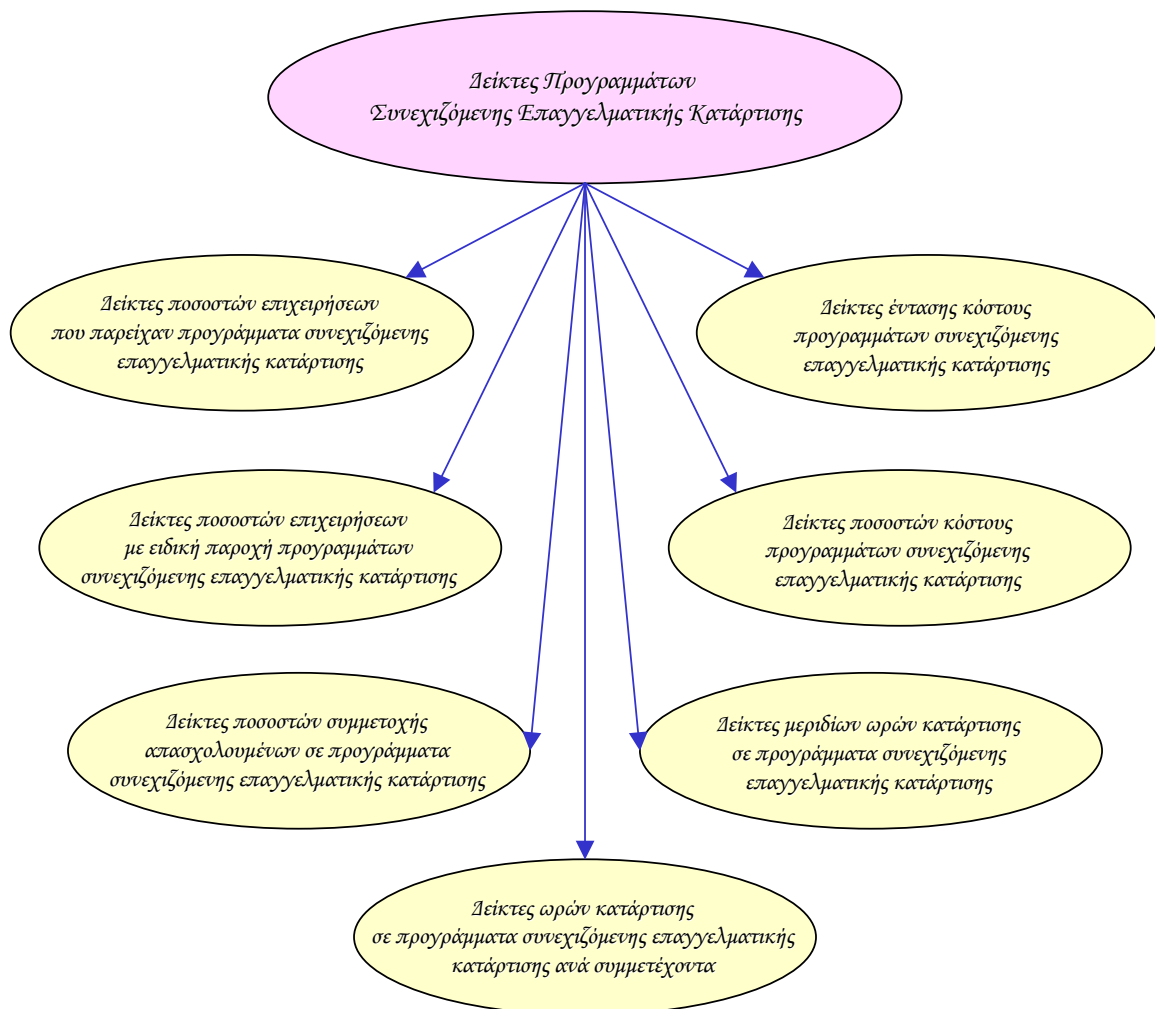 Δείκτες Προγραμμάτων
Συνεχιζόμενης Επαγγελματικής Κατάρτισης
Δείκτες ποσοστών επιχειρήσεων
που παρείχαν προγράμματα συνεχιζόμενης
επαγγελματικής κατάρτισης
Δείκτες έντασης κόστους
προγραμμάτων συνεχιζόμενης
επαγγελματικής κατάρτισης
Δείκτες ποσοστών επιχειρήσεων
με ειδική παροχή προγραμμάτων
συνεχιζόμενης επαγγελματικής κατάρτισης
Δείκτες ποσοστών κόστους
προγραμμάτων συνεχιζόμενης
επαγγελματικής κατάρτισης
Δείκτες ποσοστών συμμετοχής
απασχολουμένων σε προγράμματα
συνεχιζόμενης επαγγελματικής κατάρτισης
Δείκτες μεριδίων ωρών κατάρτισης
σε προγράμματα συνεχιζόμενης
επαγγελματικής κατάρτισης
Δείκτες ωρών κατάρτισης
σε προγράμματα συνεχιζόμενης επαγγελματικής
κατάρτισης ανά συμμετέχοντα